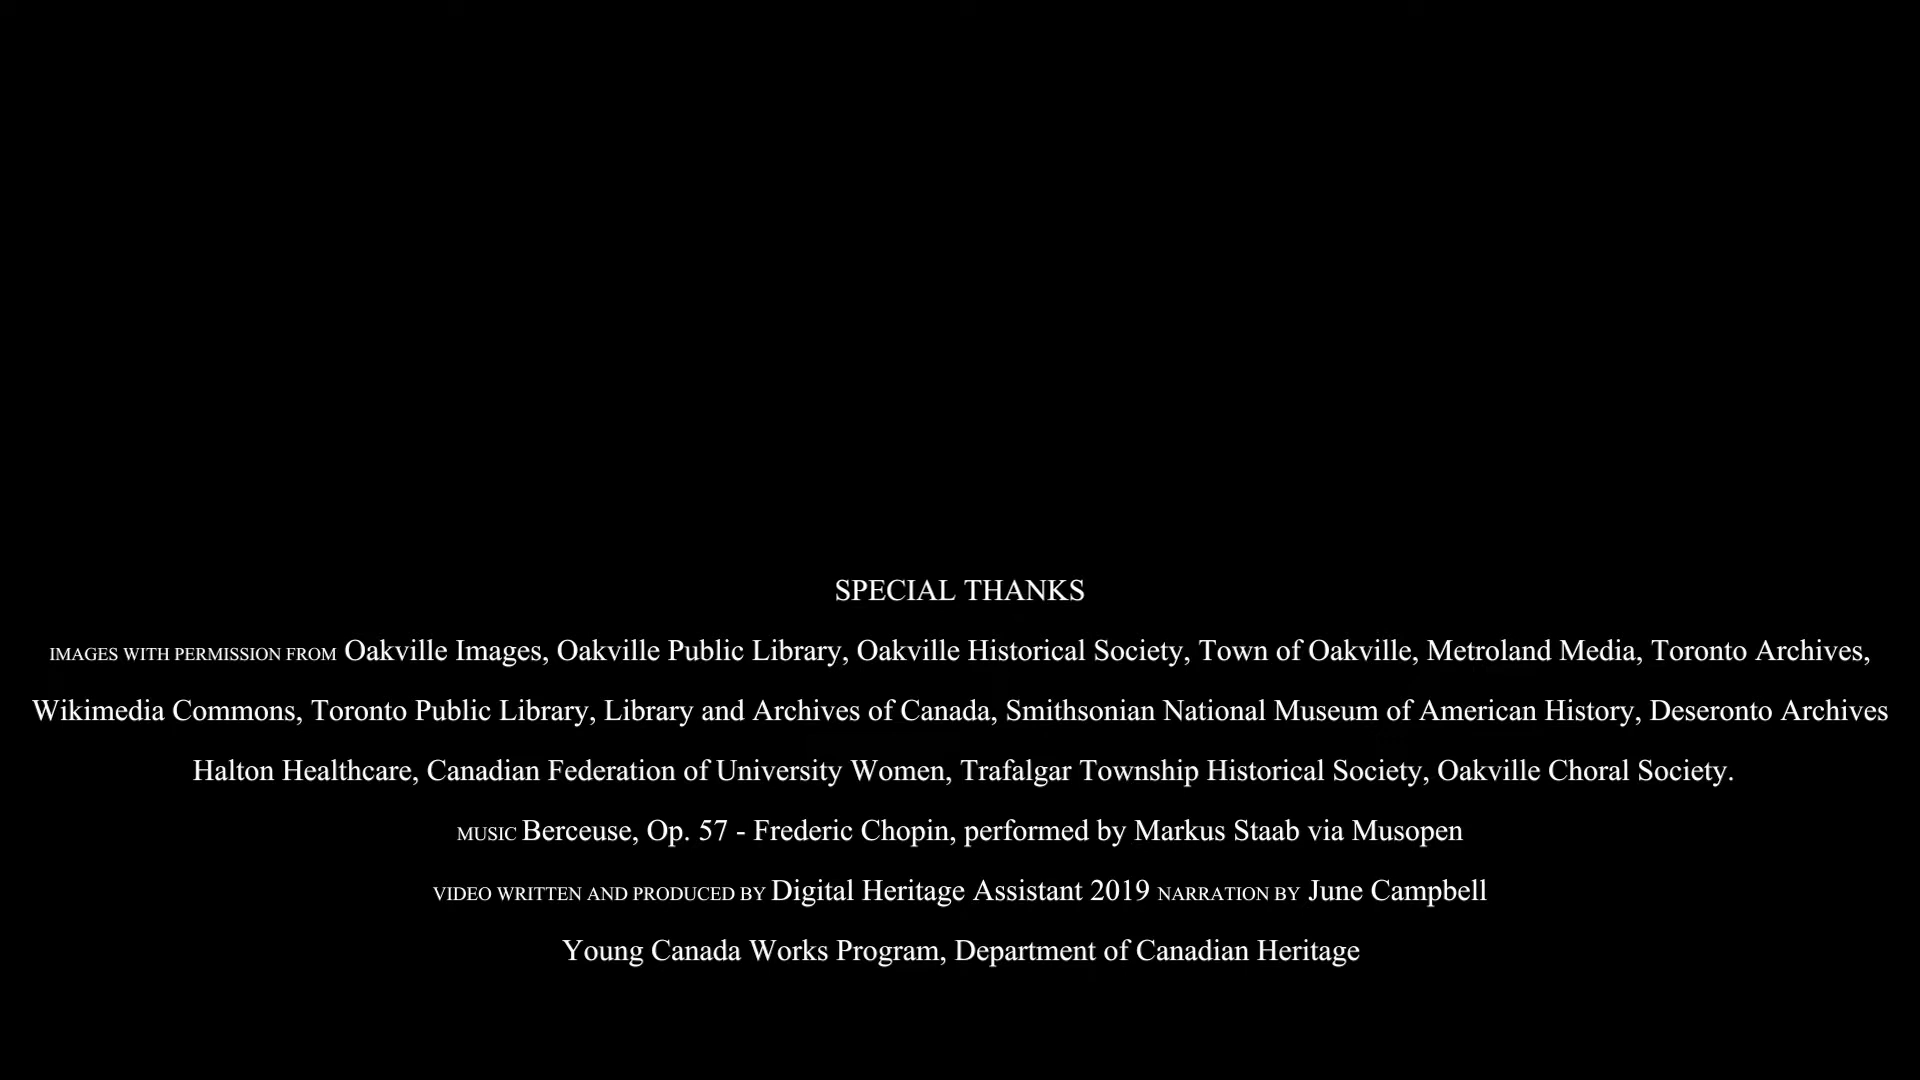 SPECIAL THANKS
IMAGES WITH PERMISSION FROM Oakville Images, Oakville Public Library, Oakville Historical Society, Town of Oakville, Metroland Media, Toronto Archives,
Wikimedia Commons, Toronto Public Library, Library and Archives of Canada, Smithsonian National Museum of American History, Deseronto Archives
Halton Healthcare, Canadian Federation of University Women, Trafalgar Township Historical Society, Oakville Choral Society.
MUSIC Berceuse, Op. 57 - Frederic Chopin, performed by Markus Staab via Musopen
VIDEO WRITTEN AND PRODUCED BY Digital Heritage Assistant 2019 NARRATION BY June Campbell
Young Canada Works Program, Department of Canadian Heritage